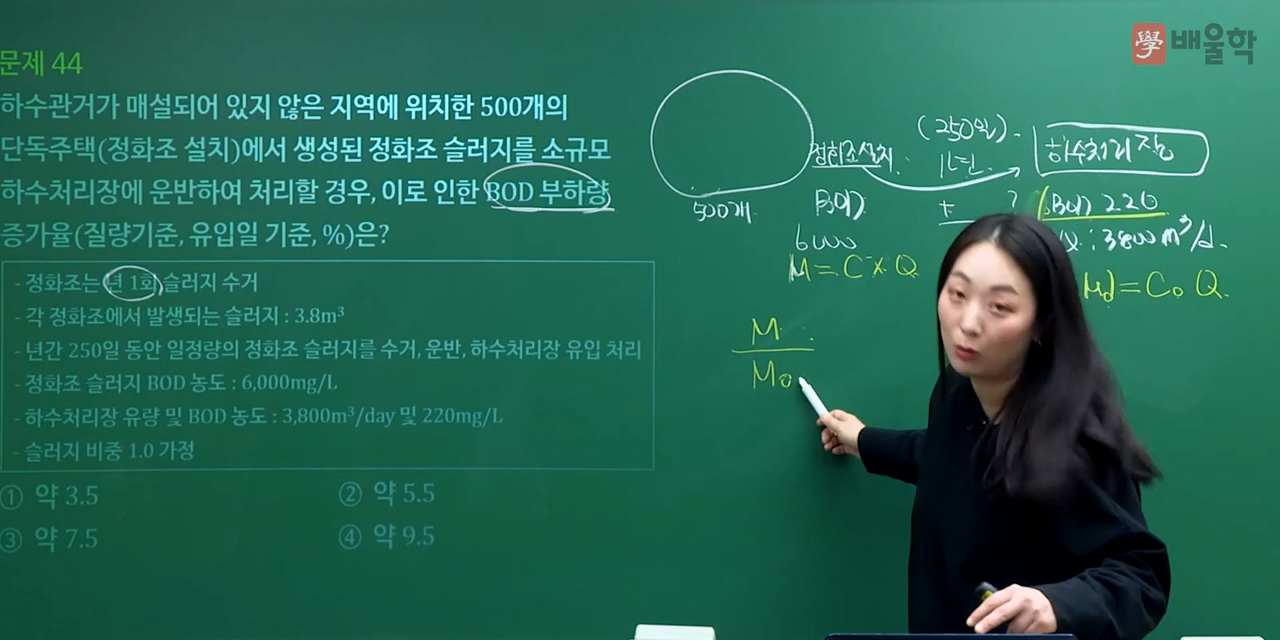 學 배울학
문제 44
하수관거가 매설되어 있지 않은 지역에 위치한 500개의
단독주택(정화조 설치)에서 생성된 정화조 슬러지를 소규모
하수처리장에 운반하여 처리할 경우, 이로 인한 BOD 부하량
증가율(질량기준, 유입일 기준, %)은?
- 정화조는 년 1회 슬러지 수거
- 각 정화조에서 발생되는 슬러지 : 3.8m³
- 년간 250일 동안 일정량의 정화조 슬러지를 수거, 운반, 하수처리장 유입 처리
- 정화조 슬러지 BOD 농도 : 6,000mg/L
- 하수처리장 유량 및 BOD 농도 : 3,800m³/day 및 220mg/L
- 슬러지 비중 1.0 가정
① 약 3.5
② 약 5.5
③ 약 7.5
④ 약 9.5
500개
정화조설치
BOD
6000
M = C × Q
(250일)
1년
?
하수처리장
BOD 220
Q : 3800 m³/d
= C₀ Q
M
M₀